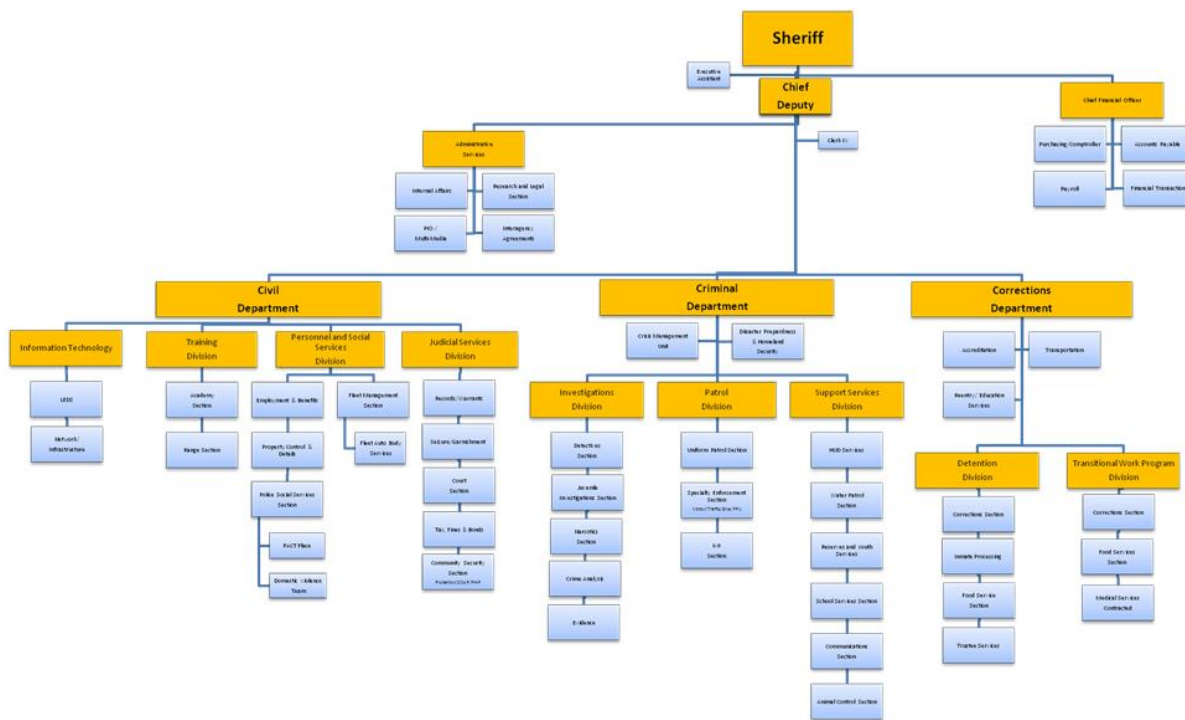 Sheriff
Executive
Assistant
Chief
Deputy
Chief Financial Officer
Administrative
Services
Clerk IV
Purchasing/Comptroller
Accounts Payable
Internal Affairs
Research and Legal
Section
Payroll
Financial Transactions
PIO /
Multi-Media
Interagency
Agreements
Civil
Department
Criminal
Department
Corrections
Department
Information Technology
Training
Division
Personnel and Social
Services
Division
Judicial Services
Division
Crisis Management
Unit
Disaster Preparedness
& Homeland
Security
Accreditation
Transportation
Academy
Section
Employment & Benefits
Fleet Management
Section
Records/Warrants
Investigations
Division
Patrol
Division
Support Services
Division
Reentry/ Education
Services
Network/
Infrastructure
Range Section
Property Control &
Details
Fleet Auto Body
Services
Seizure/Garnishment
Detectives
Section
Uniform Patrol Section
HUD Services
Detention
Division
Transitional Work Program
Division
Police Social Services
Section
Court
Section
Juvenile
Investigations Section
Specialty Enforcement
Section
Water Patrol
Section
Corrections Section
Corrections Section
PACT Place
Tax, Fines & Bonds
Narcotics
Section
K-9
Section
Reserves and Youth
Services
Inmate Processing
Food Services
Section
Domestic Violence
Team
Community Security
Section
Crime Analysis
School Services Section
Food Service
Section
Medical Services
Contracted
Evidence
Communications
Section
Trustee Services
Animal Control Section